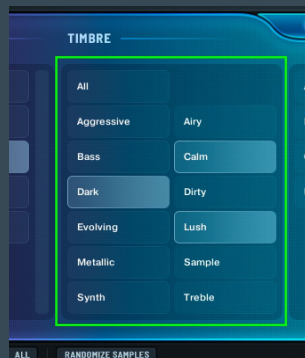 TIMBRE
All
Aggressive Airy
Bass Calm
Dark Dirty
Evolving Lush
Metallic Sample
Synth Treble
ALL RANDOMIZE SAMPLES